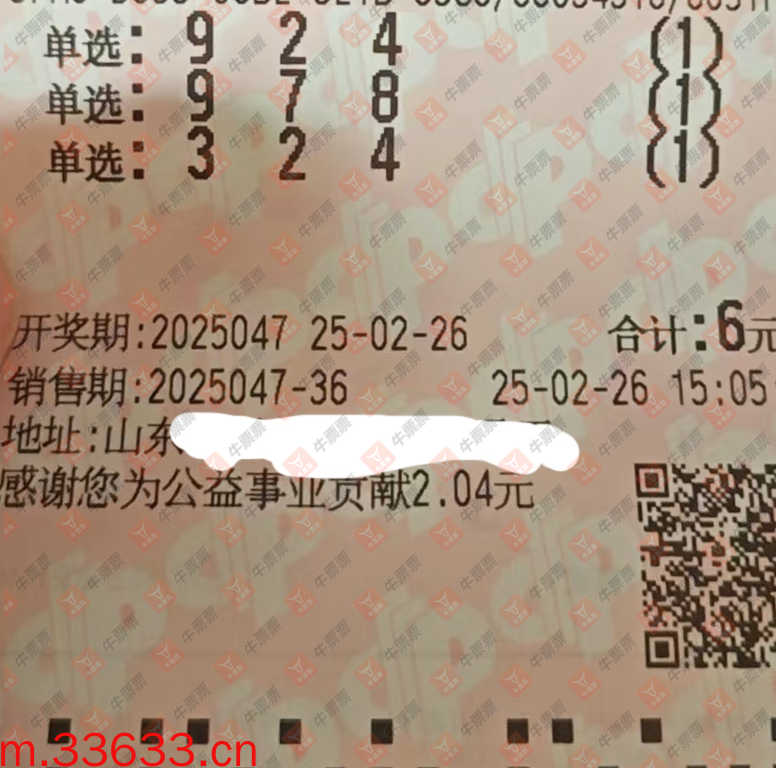 单选: 9 2 4 (1)
单选: 9 7 8 (1)
单选: 3 2 4 (1)
开奖期:2025047 25-02-26 合计:6元
销售期:2025047-36 25-02-26 15:05
地址:山东
感谢您为公益事业贡献2.04元
m.33633.cn
牛票票